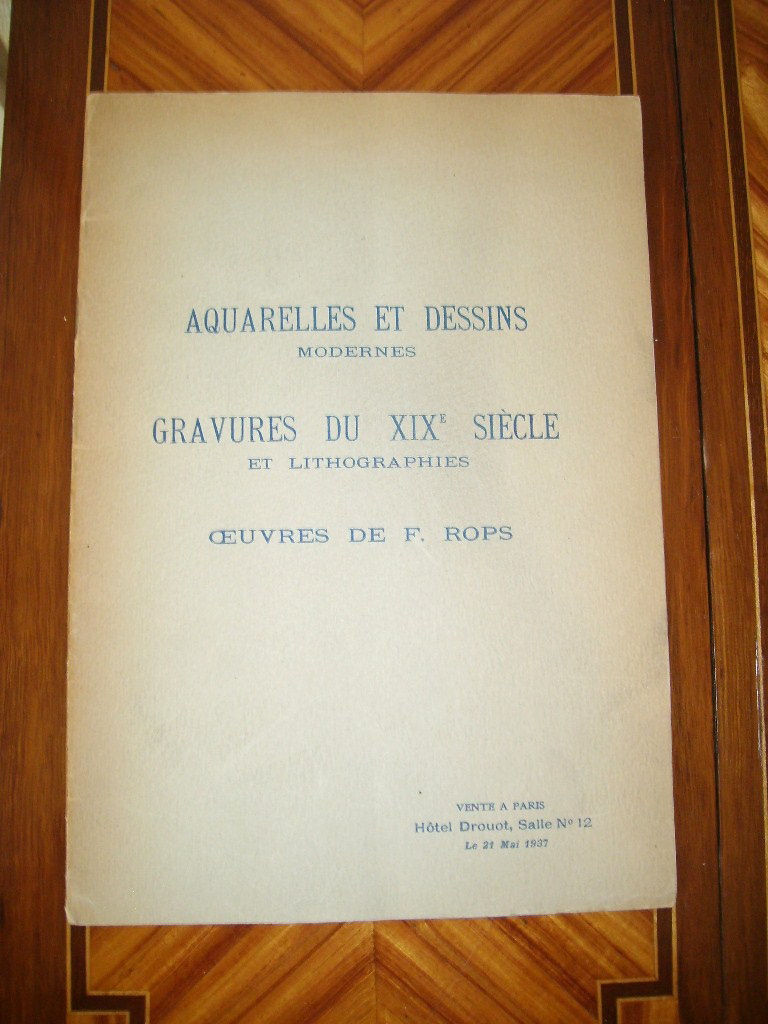 AQUARELLES ET DESSINS
MODERNES
GRAVURES DU XIXᴱ SIÈCLE
ET LITHOGRAPHIES
ŒUVRES DE F. ROPS
VENTE A PARIS
Hôtel Drouot, Salle Nº 12
Le 21 Mai 1937